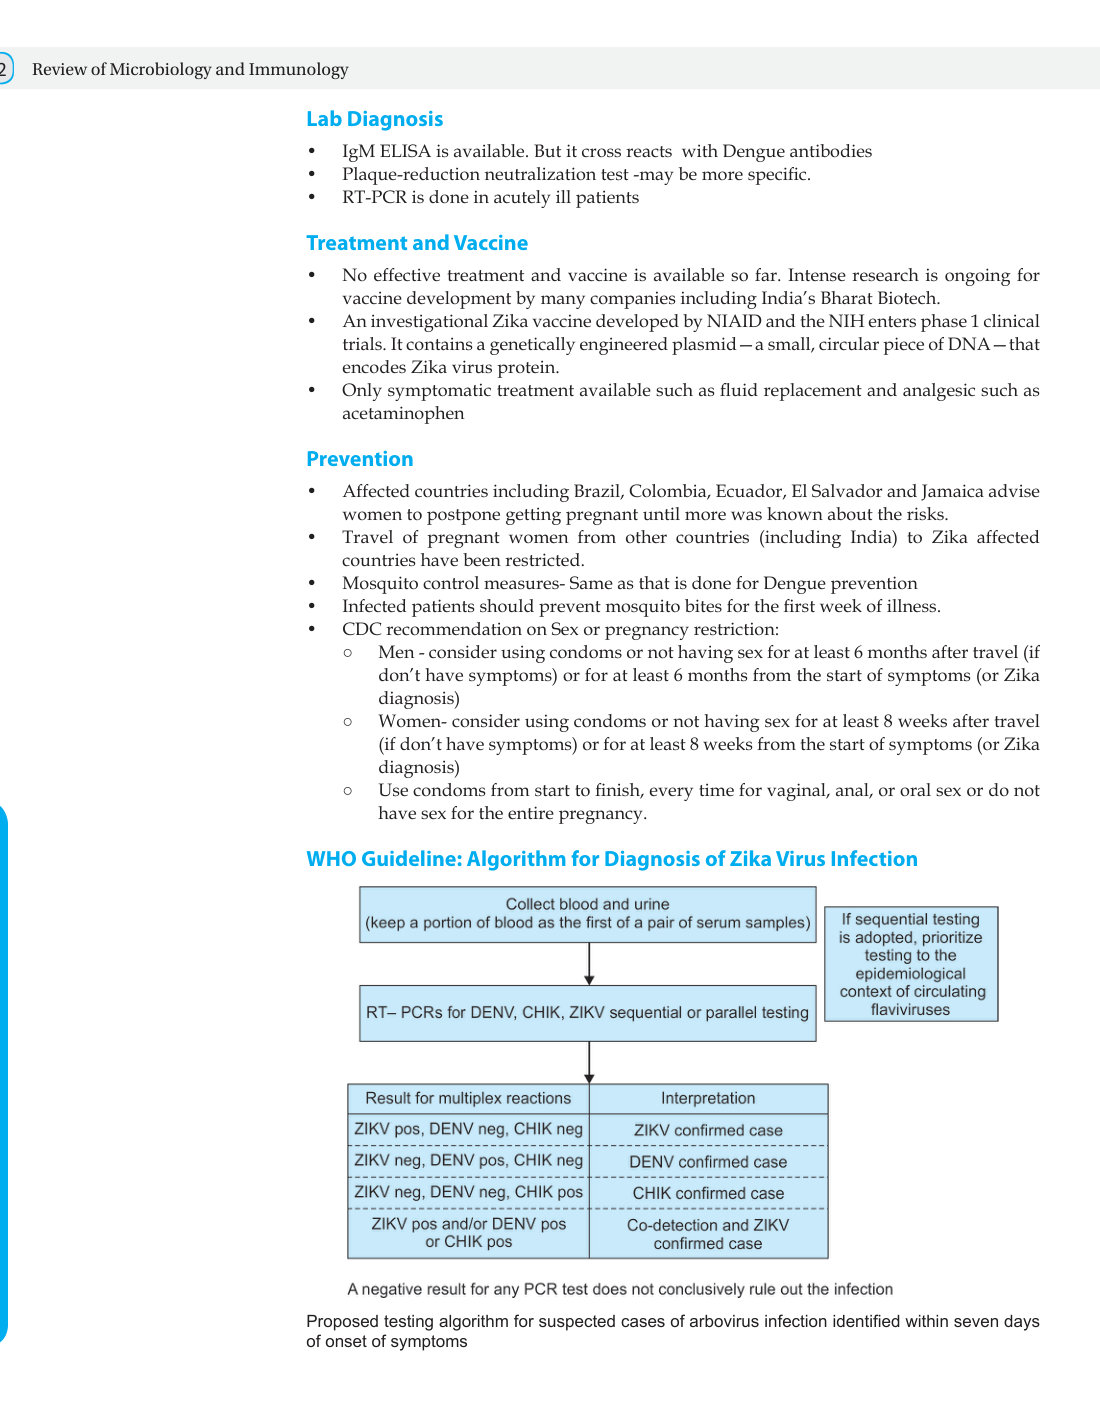 2 Review of Microbiology and Immunology
Lab Diagnosis
• IgM ELISA is available. But it cross reacts with Dengue antibodies
• Plaque-reduction neutralization test -may be more specific.
• RT-PCR is done in acutely ill patients
Treatment and Vaccine
• No effective treatment and vaccine is available so far. Intense research is ongoing for
vaccine development by many companies including India’s Bharat Biotech.
• An investigational Zika vaccine developed by NIAID and the NIH enters phase 1 clinical
trials. It contains a genetically engineered plasmid—a small, circular piece of DNA—that
encodes Zika virus protein.
• Only symptomatic treatment available such as fluid replacement and analgesic such as
acetaminophen
Prevention
• Affected countries including Brazil, Colombia, Ecuador, El Salvador and Jamaica advise
women to postpone getting pregnant until more was known about the risks.
• Travel of pregnant women from other countries (including India) to Zika affected
countries have been restricted.
• Mosquito control measures- Same as that is done for Dengue prevention
• Infected patients should prevent mosquito bites for the first week of illness.
• CDC recommendation on Sex or pregnancy restriction:
○ Men - consider using condoms or not having sex for at least 6 months after travel (if
don’t have symptoms) or for at least 6 months from the start of symptoms (or Zika
diagnosis)
○ Women- consider using condoms or not having sex for at least 8 weeks after travel
(if don’t have symptoms) or for at least 8 weeks from the start of symptoms (or Zika
diagnosis)
○ Use condoms from start to finish, every time for vaginal, anal, or oral sex or do not
have sex for the entire pregnancy.
WHO Guideline: Algorithm for Diagnosis of Zika Virus Infection
Collect blood and urine
(keep a portion of blood as the first of a pair of serum samples)
If sequential testing
is adopted, prioritize
testing to the
epidemiological
context of circulating
flaviviruses
RT– PCRs for DENV, CHIK, ZIKV sequential or parallel testing
Result for multiplex reactions Interpretation
ZIKV pos, DENV neg, CHIK neg ZIKV confirmed case
ZIKV neg, DENV pos, CHIK neg DENV confirmed case
ZIKV neg, DENV neg, CHIK pos CHIK confirmed case
ZIKV pos and/or DENV pos Co-detection and ZIKV
or CHIK pos confirmed case
A negative result for any PCR test does not conclusively rule out the infection
Proposed testing algorithm for suspected cases of arbovirus infection identified within seven days
of onset of symptoms